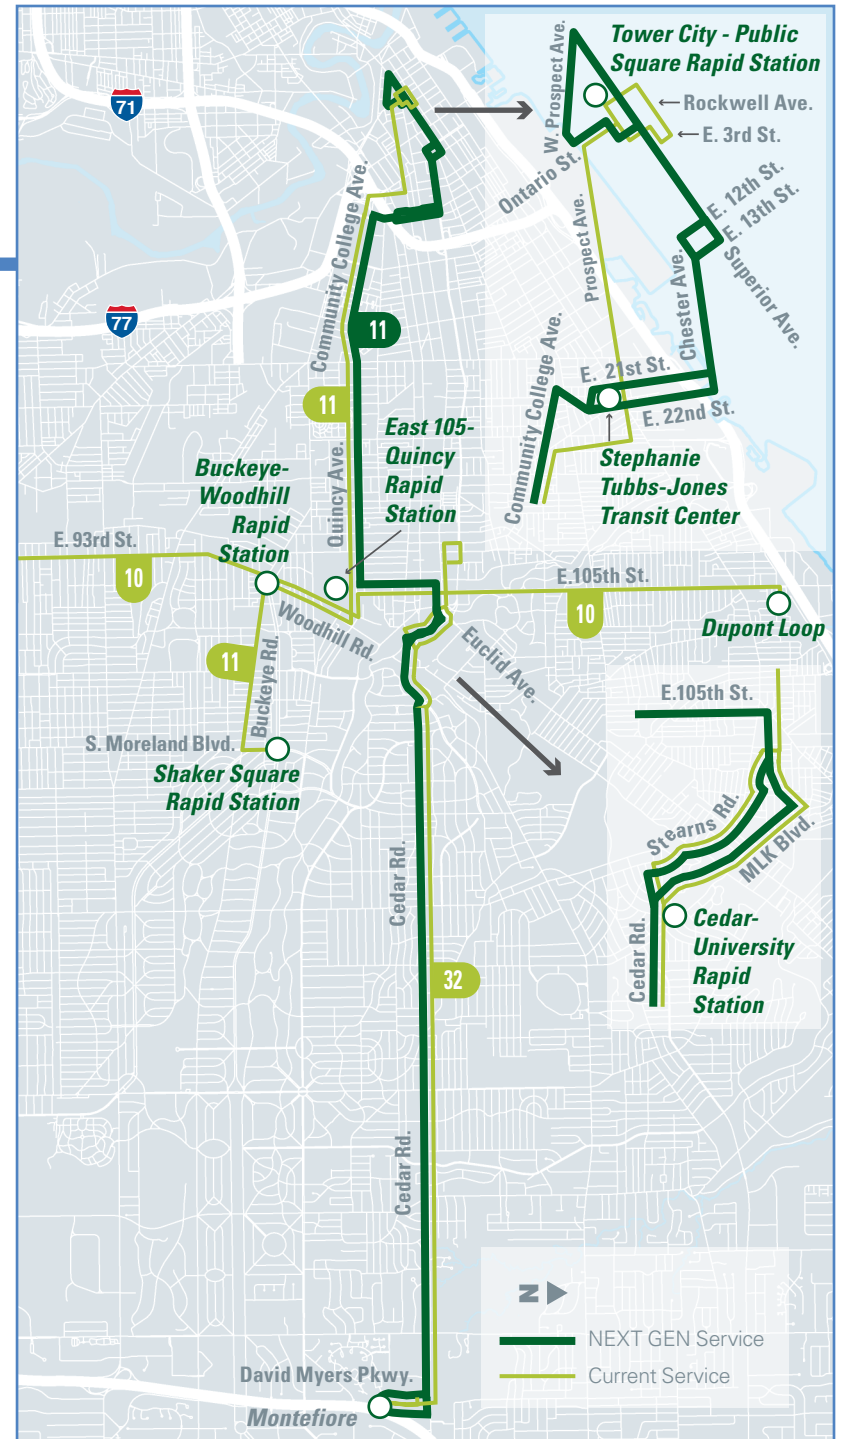 Tower City - Public
Square Rapid Station
W. Prospect Ave.
Rockwell Ave.
E. 3rd St.
Ontario St.
E. 12th St.
E. 13th St.
Superior Ave.
Prospect Ave.
Chester Ave.
Community College Ave.
E. 21st St.
E. 22nd St.
Stephanie
Tubbs-Jones
Transit Center
71
77
Community College Ave.
11
11
Quincy Ave.
East 105-
Quincy
Rapid
Station
Buckeye-
Woodhill
Rapid
Station
E. 93rd St.
10
Woodhill Rd.
E.105th St.
10
Dupont Loop
11
Buckeye Rd.
S. Moreland Blvd.
Shaker Square
Rapid Station
Euclid Ave.
E.105th St.
Stearns Rd.
MLK Blvd.
Cedar Rd.
Cedar-
University
Rapid
Station
Cedar Rd.
32
Cedar Rd.
N
NEXT GEN Service
Current Service
David Myers Pkwy.
Montefiore